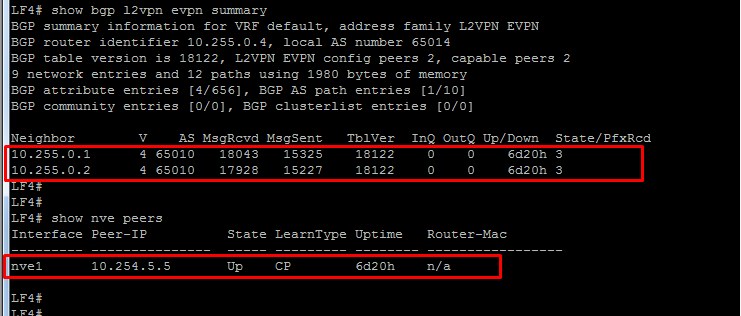 LF4# show bgp l2vpn evpn summary
BGP summary information for VRF default, address family L2VPN EVPN
BGP router identifier 10.255.0.4, local AS number 65014
BGP table version is 18122, L2VPN EVPN config peers 2, capable peers 2
9 network entries and 12 paths using 1980 bytes of memory
BGP attribute entries [4/656], BGP AS path entries [1/10]
BGP community entries [0/0], BGP clusterlist entries [0/0]

Neighbor        V    AS MsgRcvd MsgSent   TblVer  InQ OutQ Up/Down  State/PfxRcd
10.255.0.1      4 65010   18043   15325    18122    0    0    6d20h 3
10.255.0.2      4 65010   17928   15227    18122    0    0    6d20h 3
LF4#
LF4#
LF4# show nve peers
Interface Peer-IP          State LearnType Uptime   Router-Mac
--------- ---------------  ----- --------- -------- -----------------
nve1      10.254.5.5       Up    CP        6d20h    n/a

LF4#
LF4#